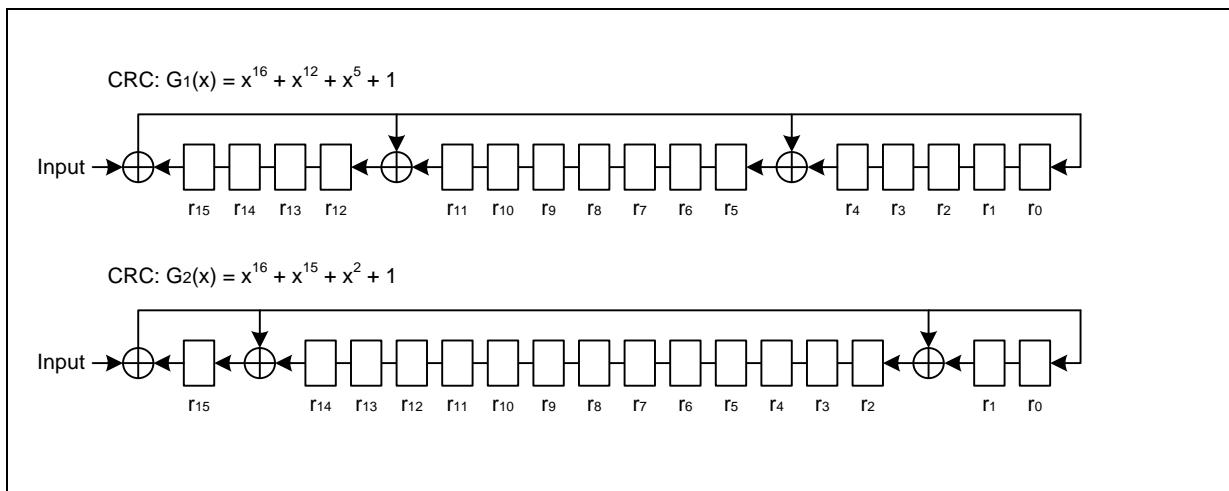 CRC: G1(x) = x16 + x12 + x5 + 1
Input
r15 r14 r13 r12 r11 r10 r9 r8 r7 r6 r5 r4 r3 r2 r1 r0
CRC: G2(x) = x16 + x15 + x2 + 1
Input
r15 r14 r13 r12 r11 r10 r9 r8 r7 r6 r5 r4 r3 r2 r1 r0